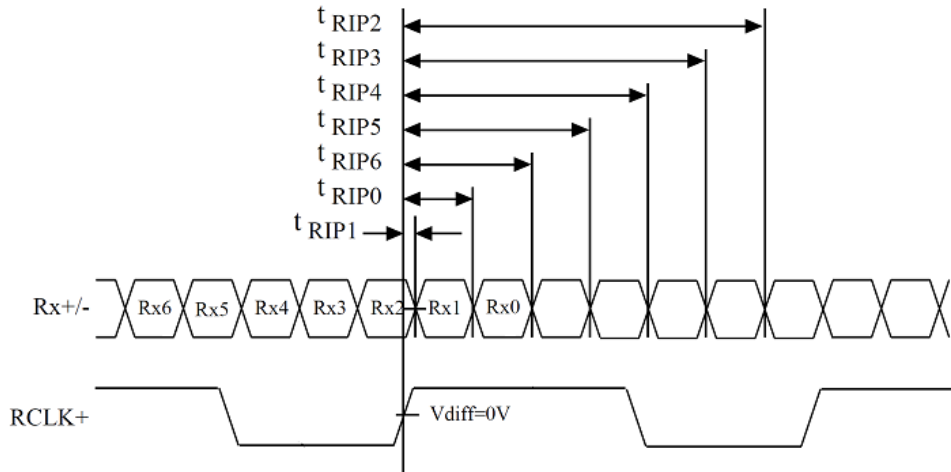 t RIP2
t RIP3
t RIP4
t RIP5
t RIP6
t RIP0
t RIP1
Rx+/- Rx6 Rx5 Rx4 Rx3 Rx2 Rx1 Rx0
RCLK+ Vdiff=0V